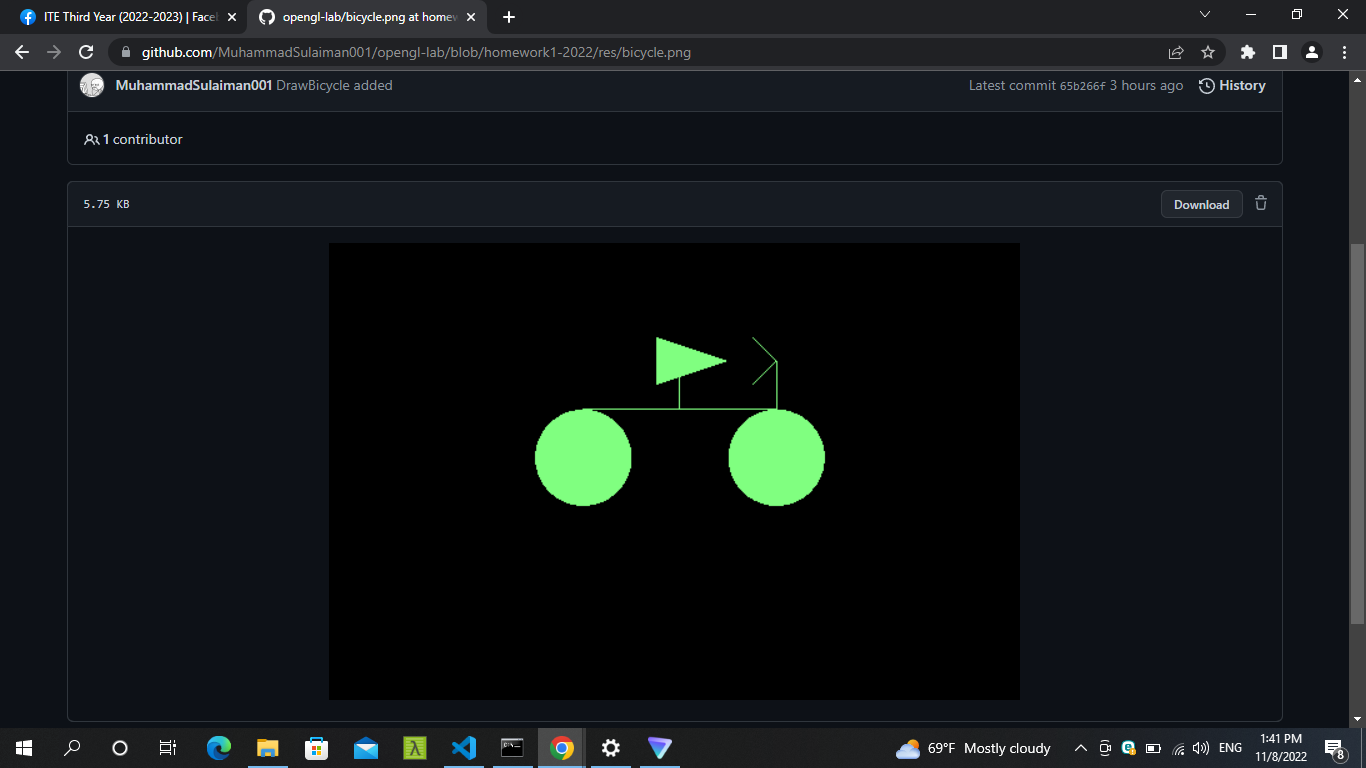 ITE Third Year (2022-2023) | Face
opengl-lab/bicycle.png at homew
github.com/MuhammadSulaiman001/opengl-lab/blob/homework1-2022/res/bicycle.png
MuhammadSulaiman001 DrawBicycle added
Latest commit 65b266f 3 hours ago
History
1 contributor
5.75 KB
Download
69°F Mostly cloudy
ENG
1:41 PM
11/8/2022
8